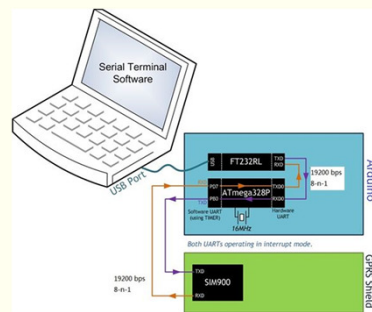 Serial Terminal
Software
USB Port
USB
FT232RL
TXD
RXD
ATmega328P
PD7
PB0
TXD0
RXD0
19200 bps
8-n-1
Software UART
(using TIMER)
Hardware
UART
16MHz
Both UARTs operating in interrupt mode.
Arduino
TXD
SIM900
RXD
19200 bps
8-n-1
GPRS Shield